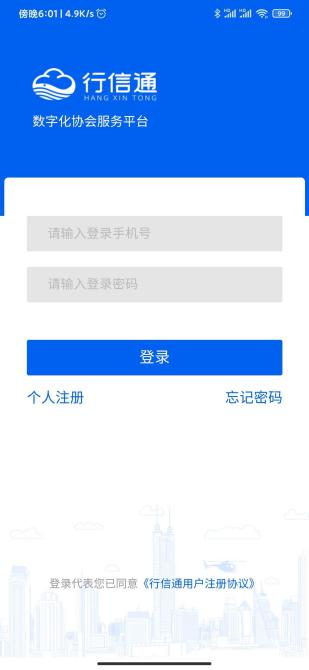 傍晚6:01 | 4.9K/s
99
行信通
HANG XIN TONG
数字化协会服务平台
请输入登录手机号
请输入登录密码
登录
个人注册
忘记密码
登录代表您已同意《行信通用户注册协议》